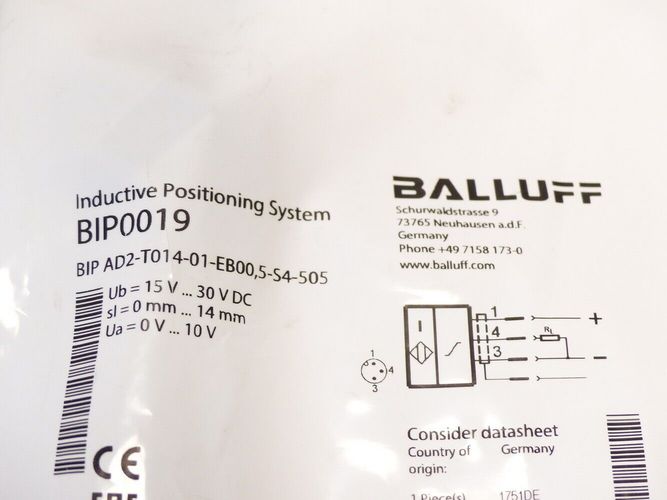 Inductive Positioning System
BIP0019
BIP AD2-T014-01-EB00,5-S4-505
Ub = 15 V ... 30 V DC
sl = 0 mm ... 14 mm
Ua = 0 V ... 10 V
CE
BALLUFF
Schurwaldstrasse 9
73765 Neuhausen a.d.F.
Germany
Phone +49 7158 173-0
www.balluff.com
1 +
4 RL
3 −
1
4
3
Consider datasheet
Country of Germany
origin:
1 Piece(s) 1751DE